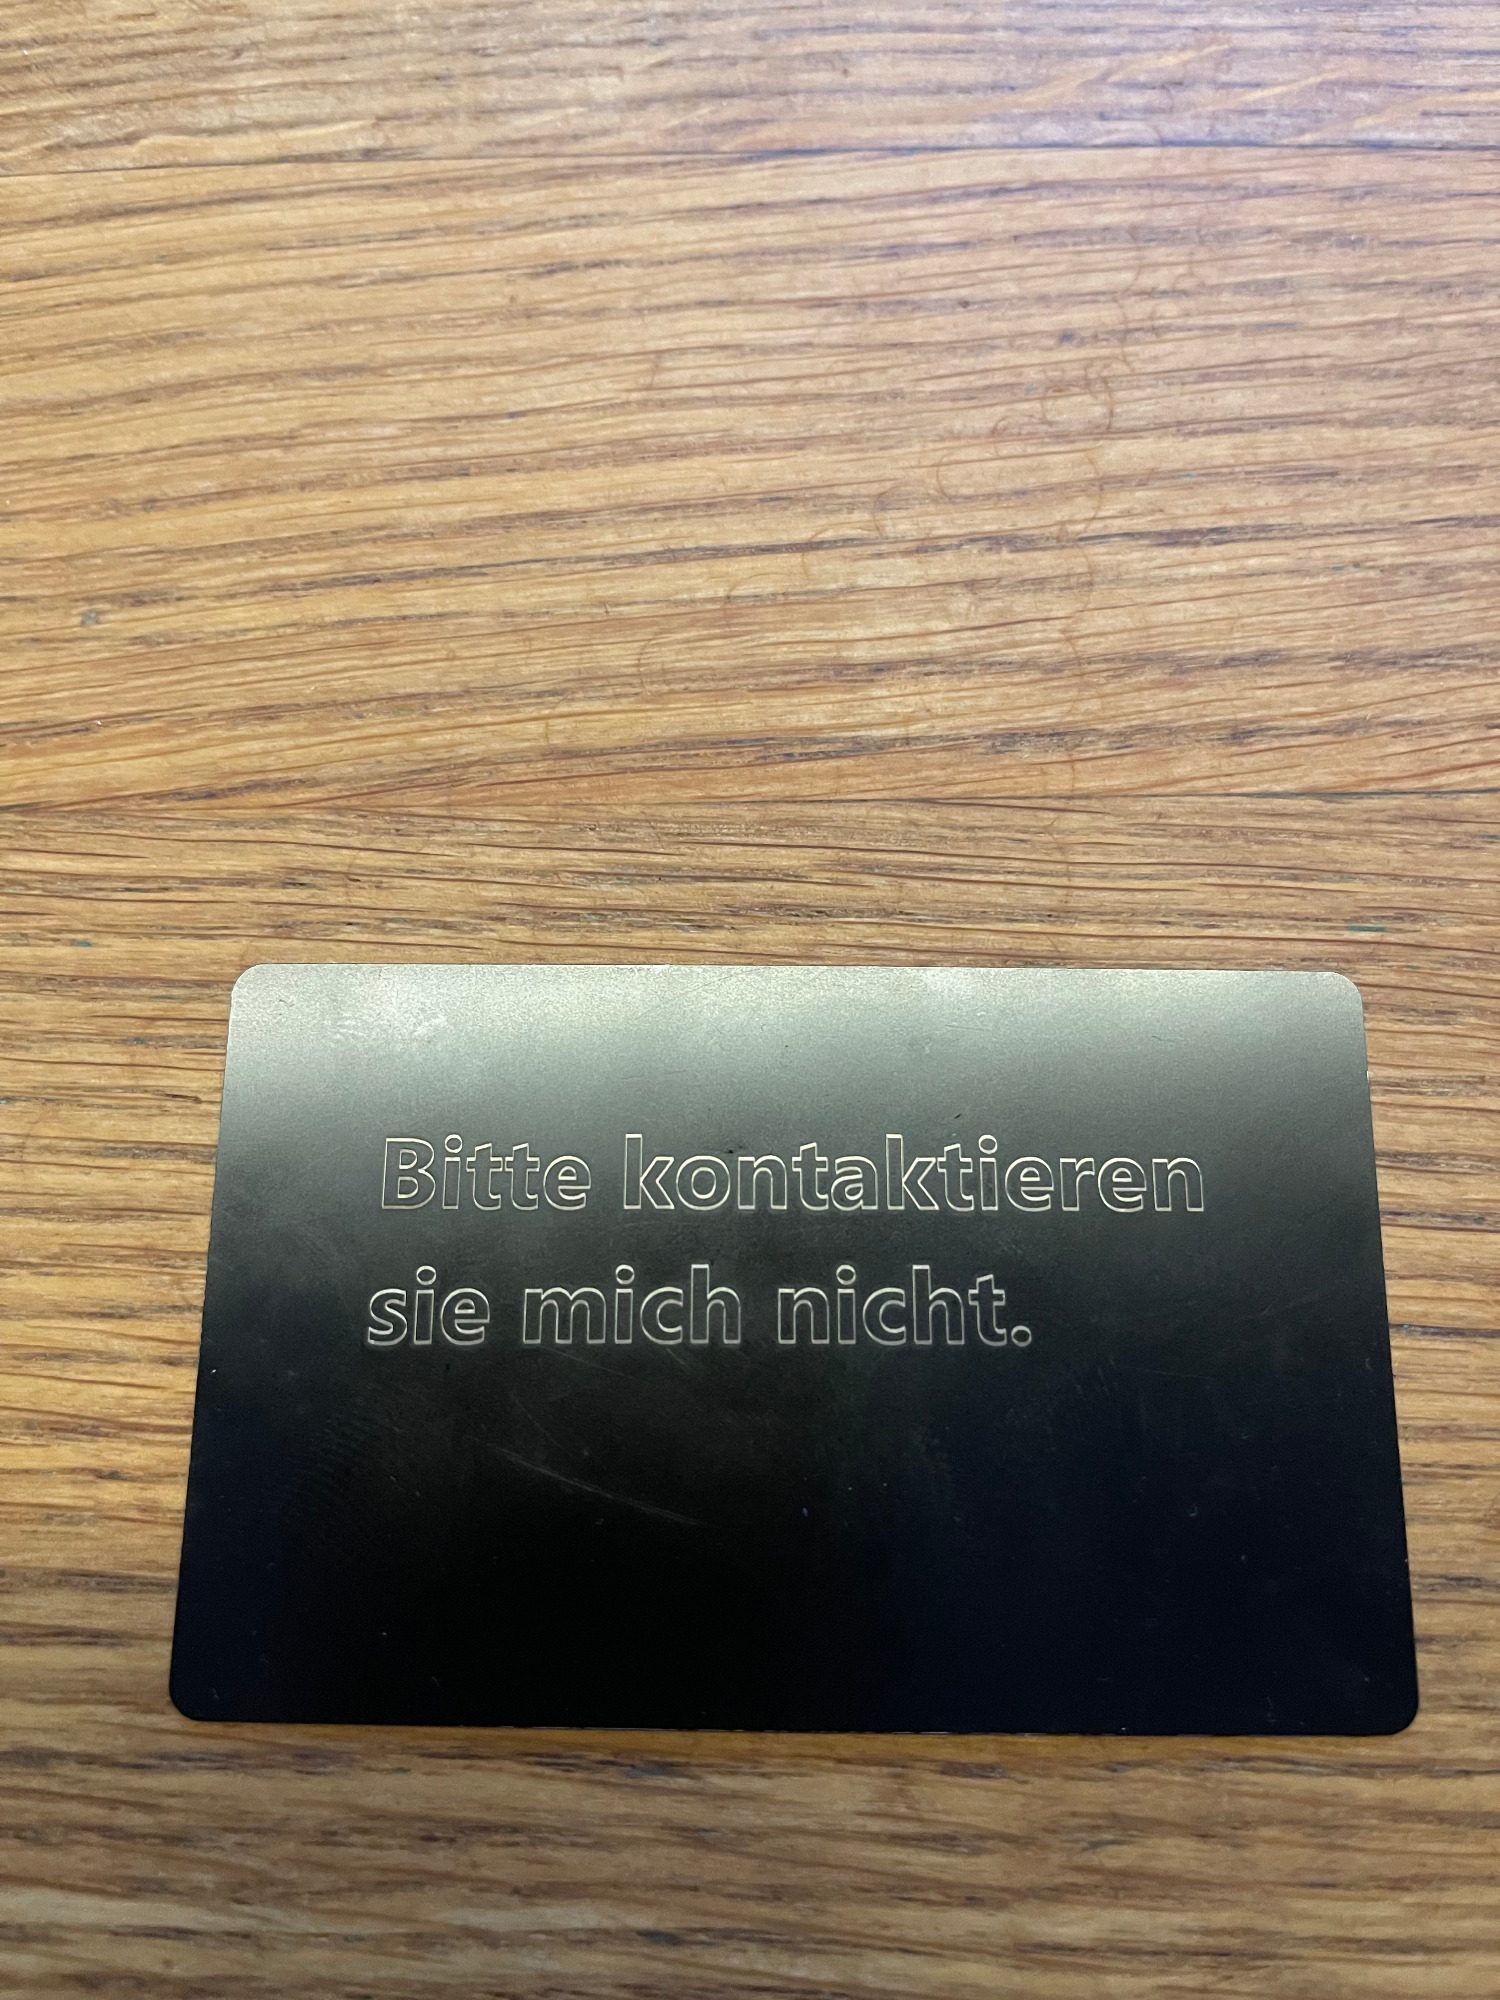 Bitte kontaktieren
sie mich nicht.